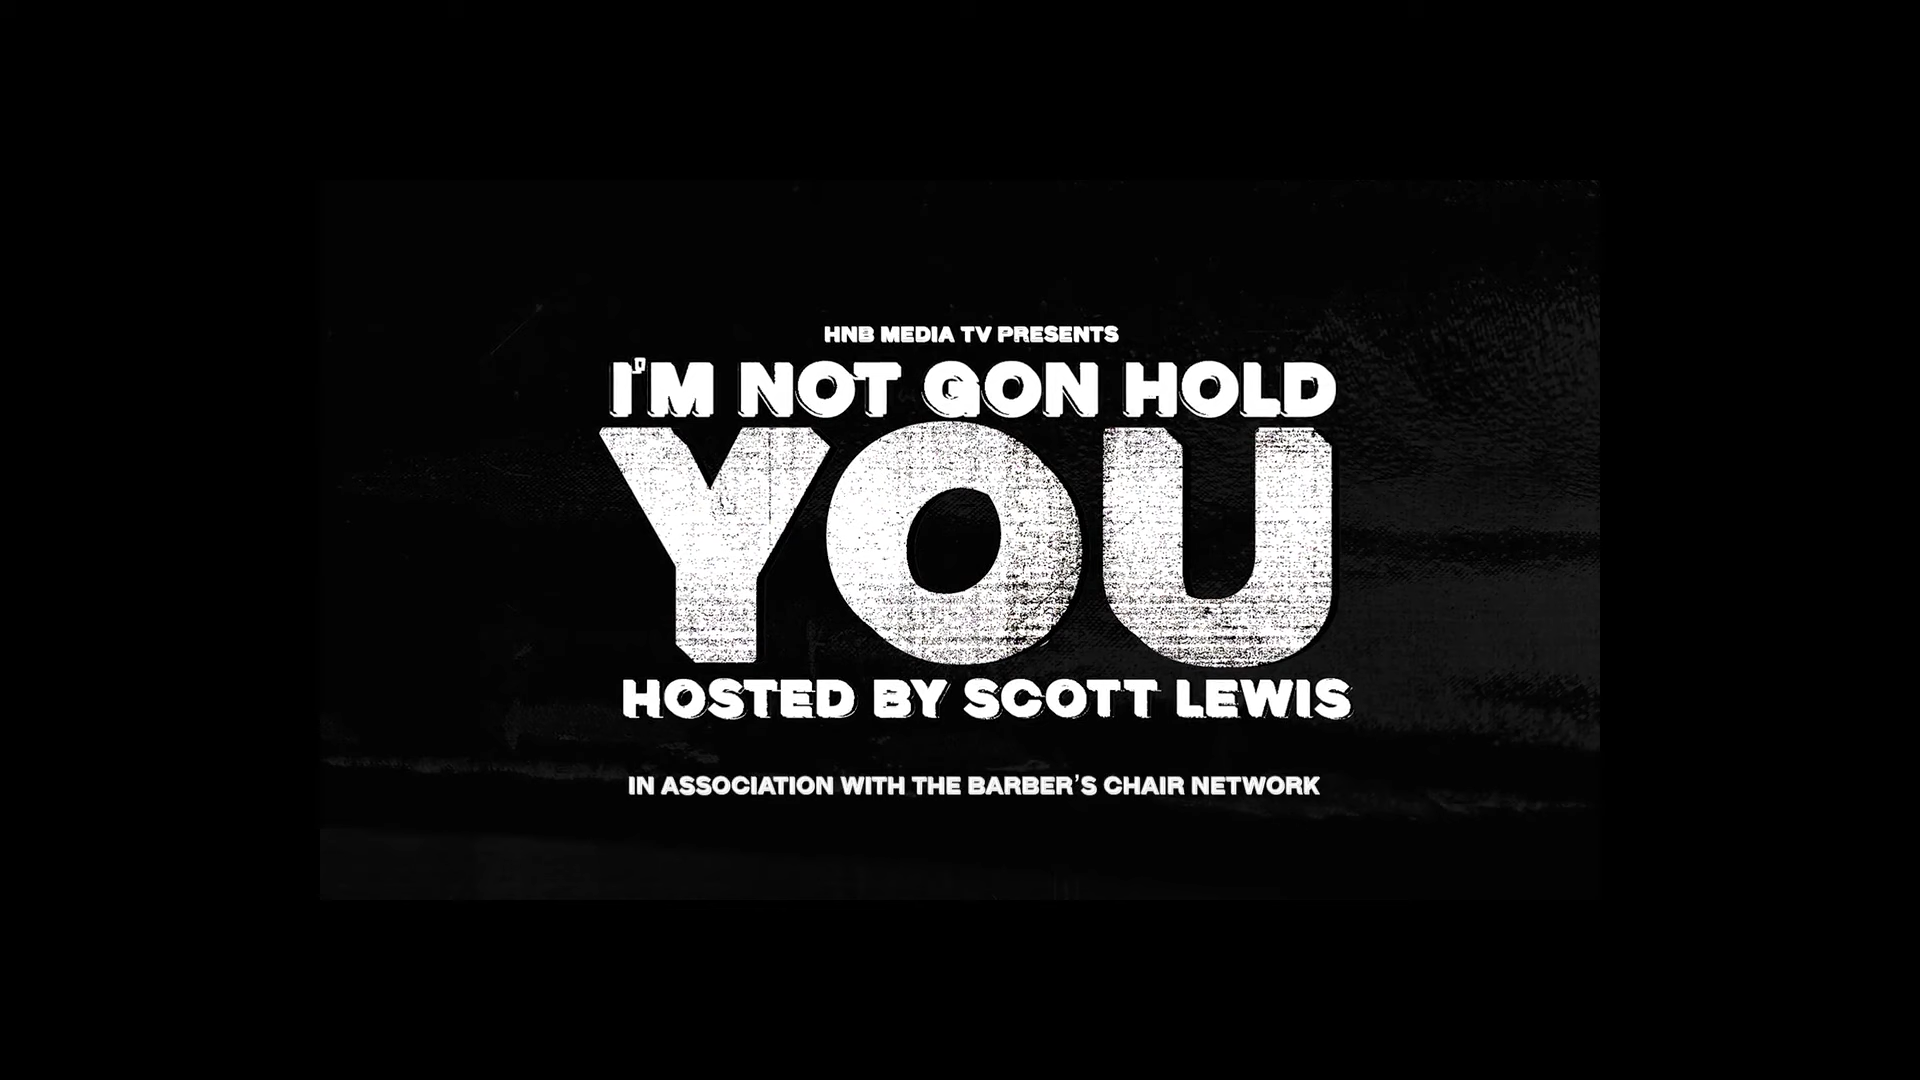 HNB MEDIA TV PRESENTS
I'M NOT GON HOLD
YOU
HOSTED BY SCOTT LEWIS
IN ASSOCIATION WITH THE BARBER'S CHAIR NETWORK